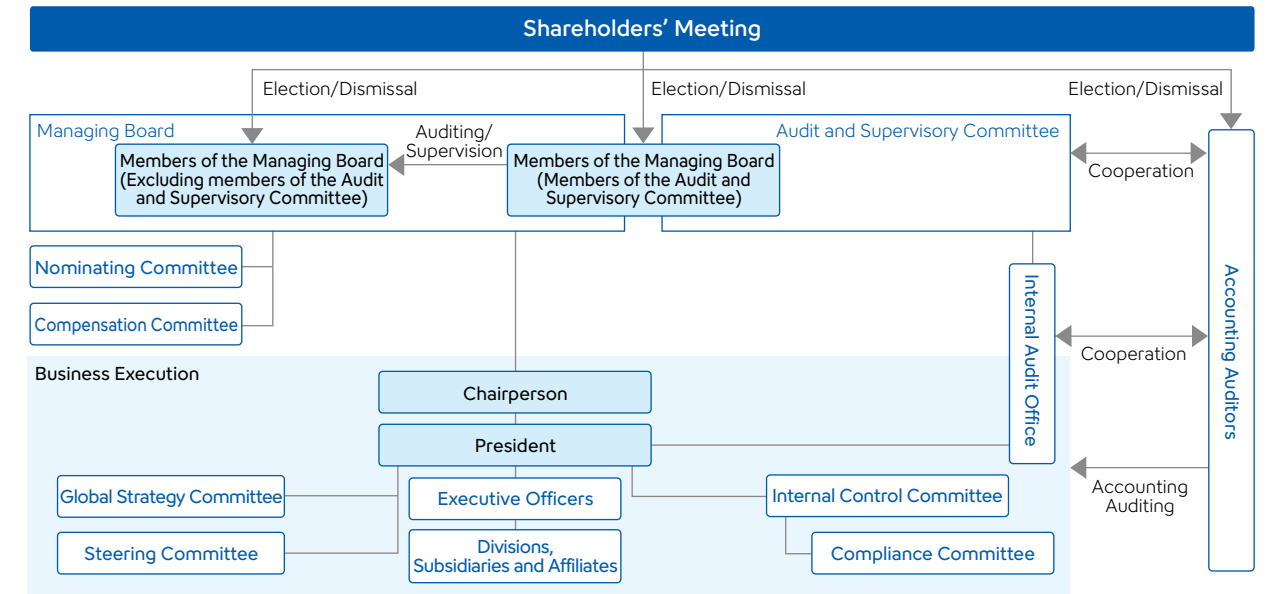 Shareholders’ Meeting
Election/Dismissal
Election/Dismissal
Election/Dismissal
Managing Board
Auditing/
Supervision
Audit and Supervisory Committee
Members of the Managing Board
(Excluding members of the Audit
and Supervisory Committee)
Members of the Managing Board
(Members of the Audit and
Supervisory Committee)
Cooperation
Nominating Committee
Compensation Committee
Internal Audit Office
Accounting Auditors
Cooperation
Business Execution
Chairperson
President
Global Strategy Committee
Executive Officers
Internal Control Committee
Accounting
Auditing
Steering Committee
Divisions,
Subsidiaries and Affiliates
Compliance Committee